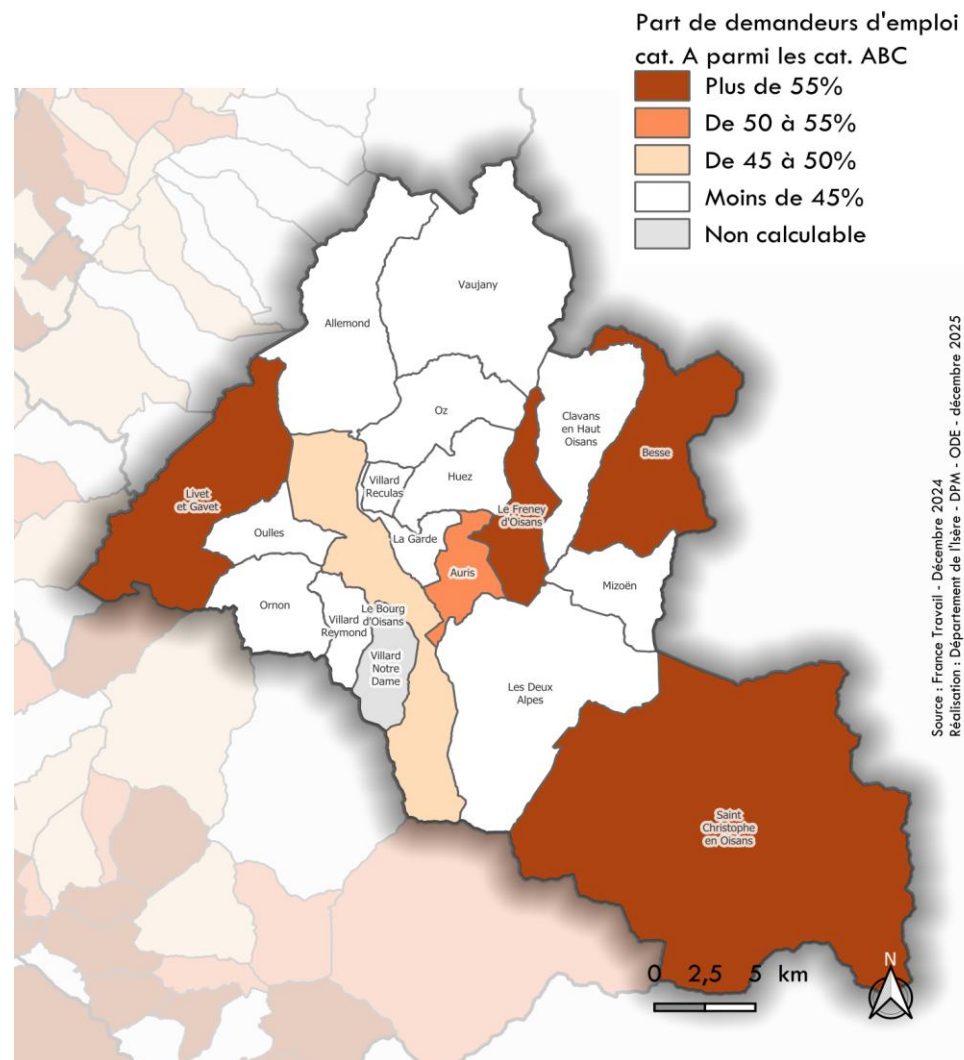 Part de demandeurs d'emploi
cat. A parmi les cat. ABC
Plus de 55%
De 50 à 55%
De 45 à 50%
Moins de 45%
Non calculable
Vaujany
Allemond
Oz
Clavans
en Haut
Oisans
Besse
Huez
Villard
Reculas
Livet
et Gavet
Le Freney
d'Oisans
Oulles
La Garde
Auris
Mizoën
Ornon
Villard
Reymond
Le Bourg
d'Oisans
Villard
Notre
Dame
Les Deux
Alpes
Saint
Christophe
en Oisans
Source : France Travail - Décembre 2024
Réalisation : Département de l'Isère - DPM - ODE - décembre 2025
N
0 2,5 5 km